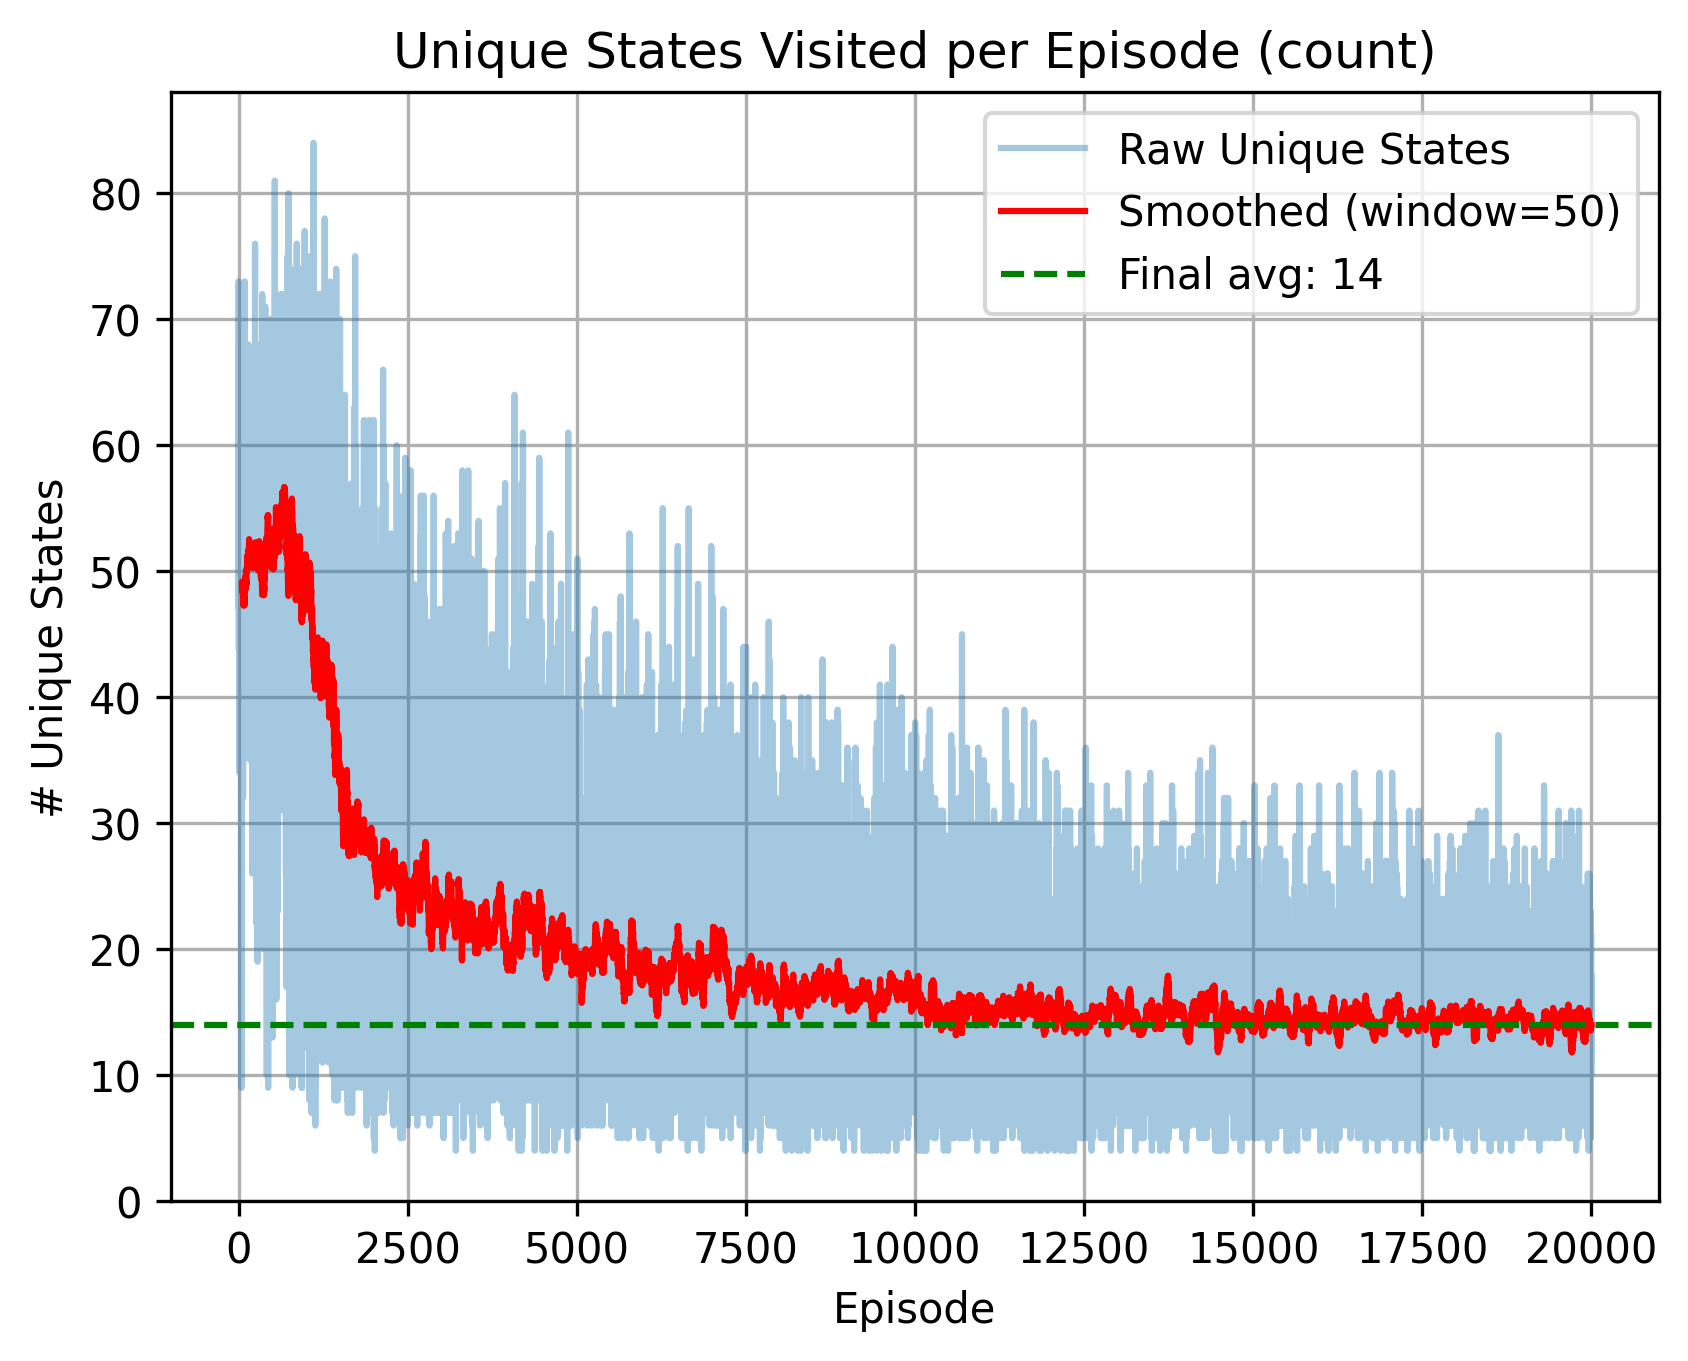 Unique States Visited per Episode (count)
Raw Unique States
Smoothed (window=50)
Final avg: 14
# Unique States
80
70
60
50
40
30
20
10
0
0 2500 5000 7500 10000 12500 15000 17500 20000
Episode